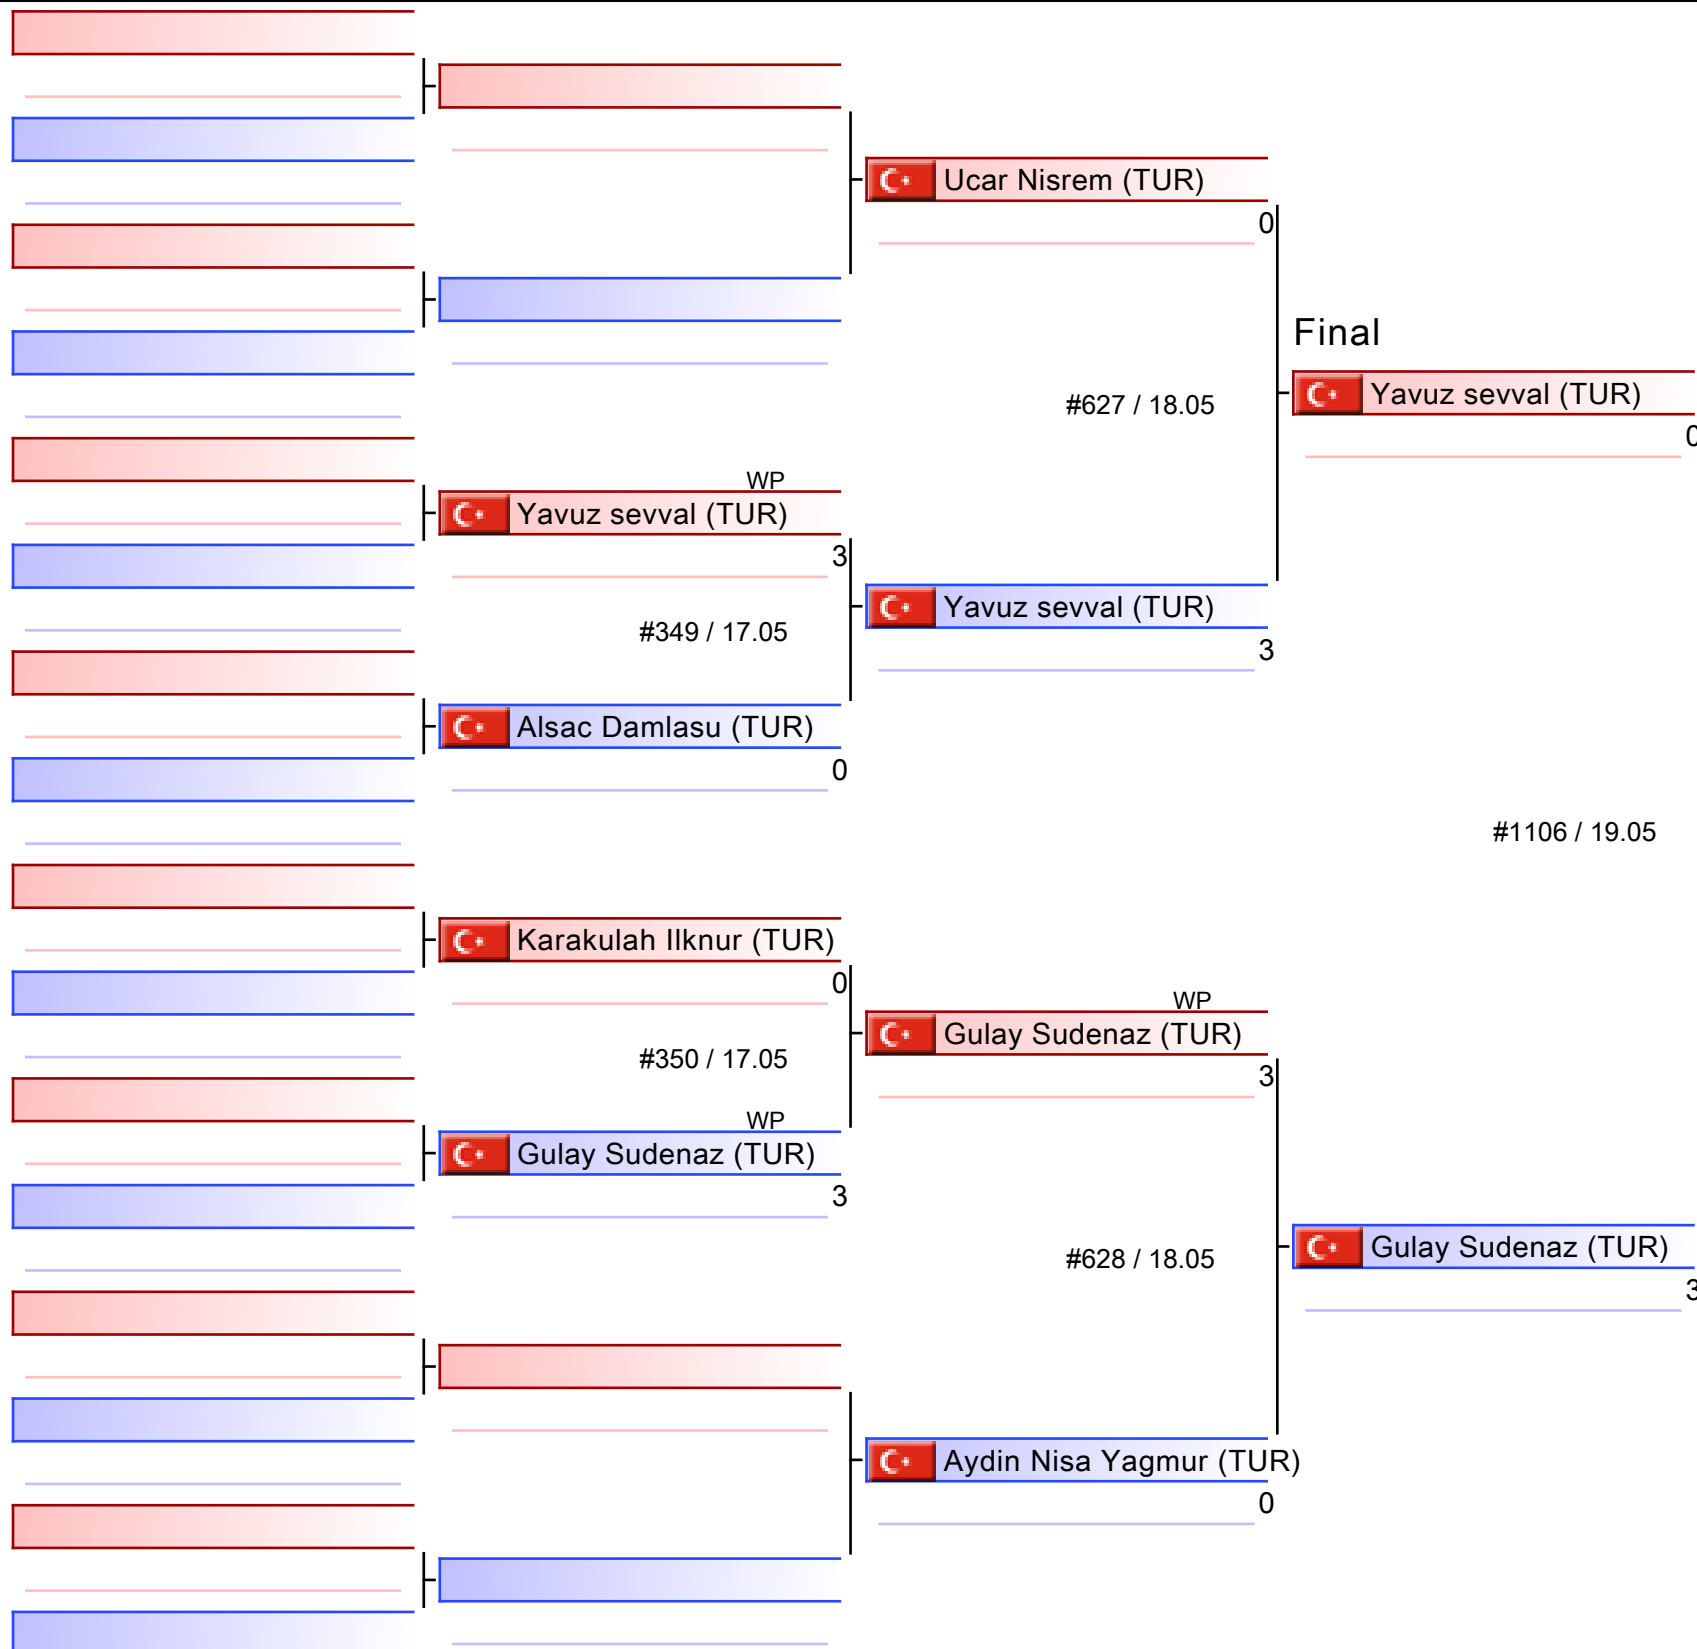 Ucar Nisrem (TUR)
0
Final
#627 / 18.05
Yavuz sevval (TUR)
0
WP
Yavuz sevval (TUR)
3
Yavuz sevval (TUR)
3
#349 / 17.05
Alsac Damlasu (TUR)
0
#1106 / 19.05
Karakulah Ilknur (TUR)
0
WP
Gulay Sudenaz (TUR)
3
#350 / 17.05
WP
Gulay Sudenaz (TUR)
3
#628 / 18.05
Gulay Sudenaz (TUR)
3
Aydin Nisa Yagmur (TUR)
0